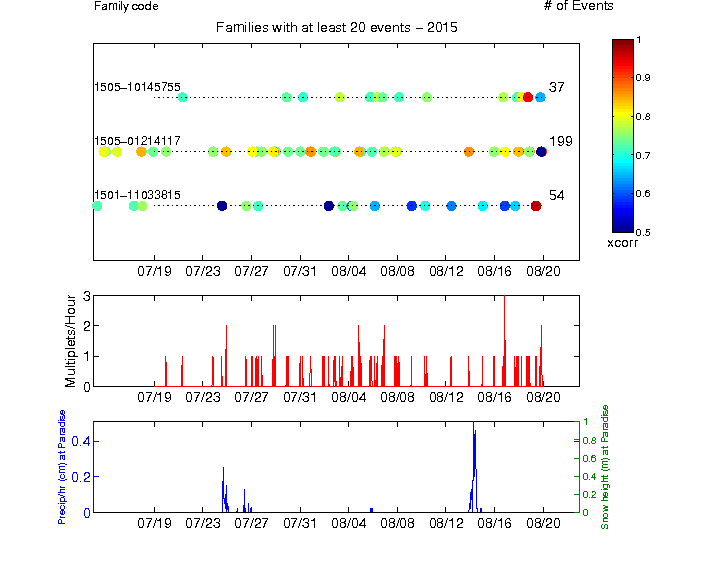 Family code # of Events
Families with at least 20 events − 2015
1505−10145755 37
1505−01214117 199
1501−11033815 54
07/19 07/23 07/27 07/31 08/04 08/08 08/12 08/16 08/20
1
0.9
0.8
0.7
0.6
0.5
xcorr
Multiplets/Hour
3
2
1
0
07/19 07/23 07/27 07/31 08/04 08/08 08/12 08/16 08/20
Precip/hr (cm) at Paradise
0.4
0.2
0
07/19 07/23 07/27 07/31 08/04 08/08 08/12 08/16 08/20
1
0.8
0.6
0.4
0.2
0
Snow height (m) at Paradise